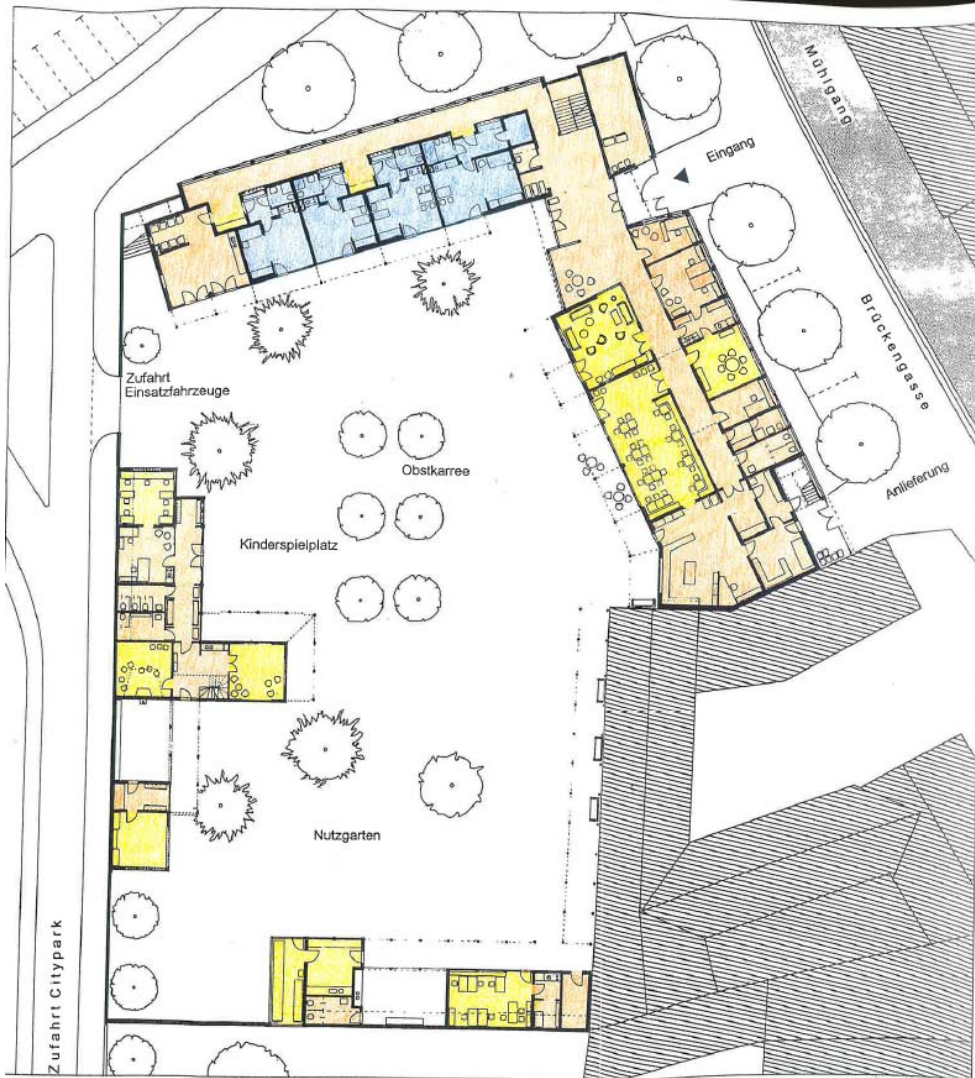 Mühlgang
Eingang
Brückengasse
Zufahrt
Einsatzfahrzeuge
Obstkarree
Anlieferung
Kinderspielplatz
Nutzgarten
Zufahrt Citypark